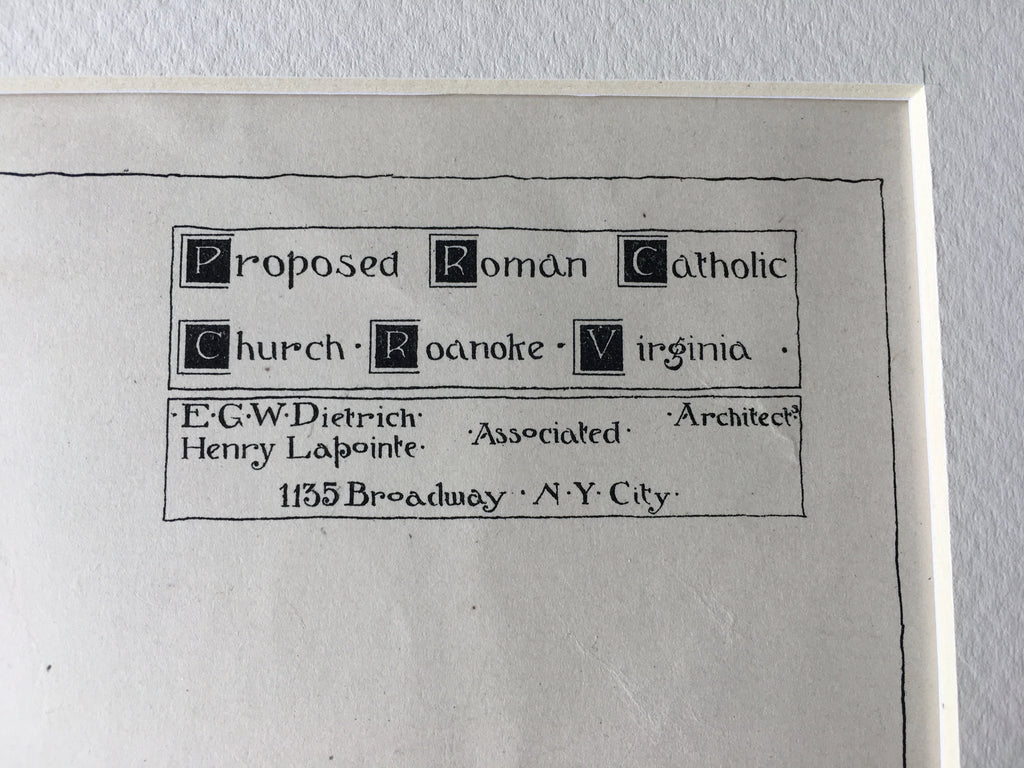 Proposed Roman Catholic
Church · Roanoke · Virginia ·
· E · G · W · Dietrich ·
Henry Lapointe ·
· Associated ·
· Architects
1135 Broadway · N · Y · City ·